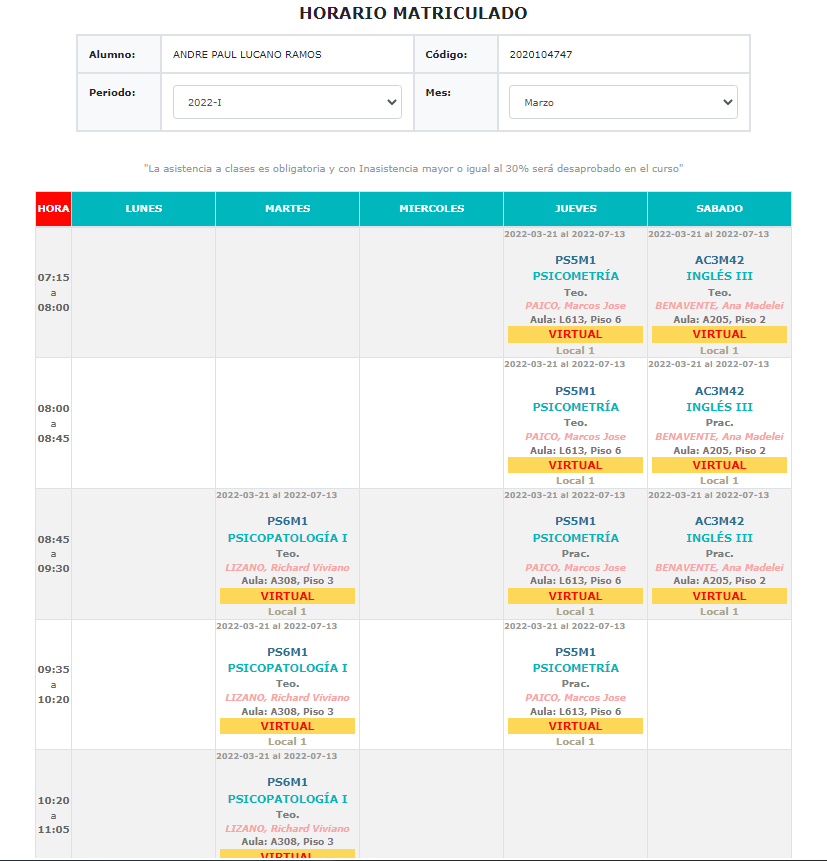 HORARIO MATRICULADO
Alumno: ANDRE PAUL LUCANO RAMOS Código: 2020104747
Periodo: 2022-I Mes: Marzo
"La asistencia a clases es obligatoria y con Inasistencia mayor o igual al 30% será desaprobado en el curso"
HORA LUNES MARTES MIERCOLES JUEVES SABADO
07:15
a
08:00
2022-03-21 al 2022-07-13
PS5M1
PSICOMETRÍA
Teo.
PAICO, Marcos Jose
Aula: L613, Piso 6
VIRTUAL
Local 1
2022-03-21 al 2022-07-13
AC3M42
INGLÉS III
Teo.
BENAVENTE, Ana Madelei
Aula: A205, Piso 2
VIRTUAL
Local 1
08:00
a
08:45
2022-03-21 al 2022-07-13
PS5M1
PSICOMETRÍA
Teo.
PAICO, Marcos Jose
Aula: L613, Piso 6
VIRTUAL
Local 1
2022-03-21 al 2022-07-13
AC3M42
INGLÉS III
Prac.
BENAVENTE, Ana Madelei
Aula: A205, Piso 2
VIRTUAL
Local 1
08:45
a
09:30
2022-03-21 al 2022-07-13
PS6M1
PSICOPATOLOGÍA I
Teo.
LIZANO, Richard Viviano
Aula: A308, Piso 3
VIRTUAL
Local 1
2022-03-21 al 2022-07-13
PS5M1
PSICOMETRÍA
Prac.
PAICO, Marcos Jose
Aula: L613, Piso 6
VIRTUAL
Local 1
2022-03-21 al 2022-07-13
AC3M42
INGLÉS III
Prac.
BENAVENTE, Ana Madelei
Aula: A205, Piso 2
VIRTUAL
Local 1
09:35
a
10:20
2022-03-21 al 2022-07-13
PS6M1
PSICOPATOLOGÍA I
Teo.
LIZANO, Richard Viviano
Aula: A308, Piso 3
VIRTUAL
Local 1
2022-03-21 al 2022-07-13
PS5M1
PSICOMETRÍA
Prac.
PAICO, Marcos Jose
Aula: L613, Piso 6
VIRTUAL
Local 1
10:20
a
11:05
2022-03-21 al 2022-07-13
PS6M1
PSICOPATOLOGÍA I
Teo.
LIZANO, Richard Viviano
Aula: A308, Piso 3
VIRTUAL